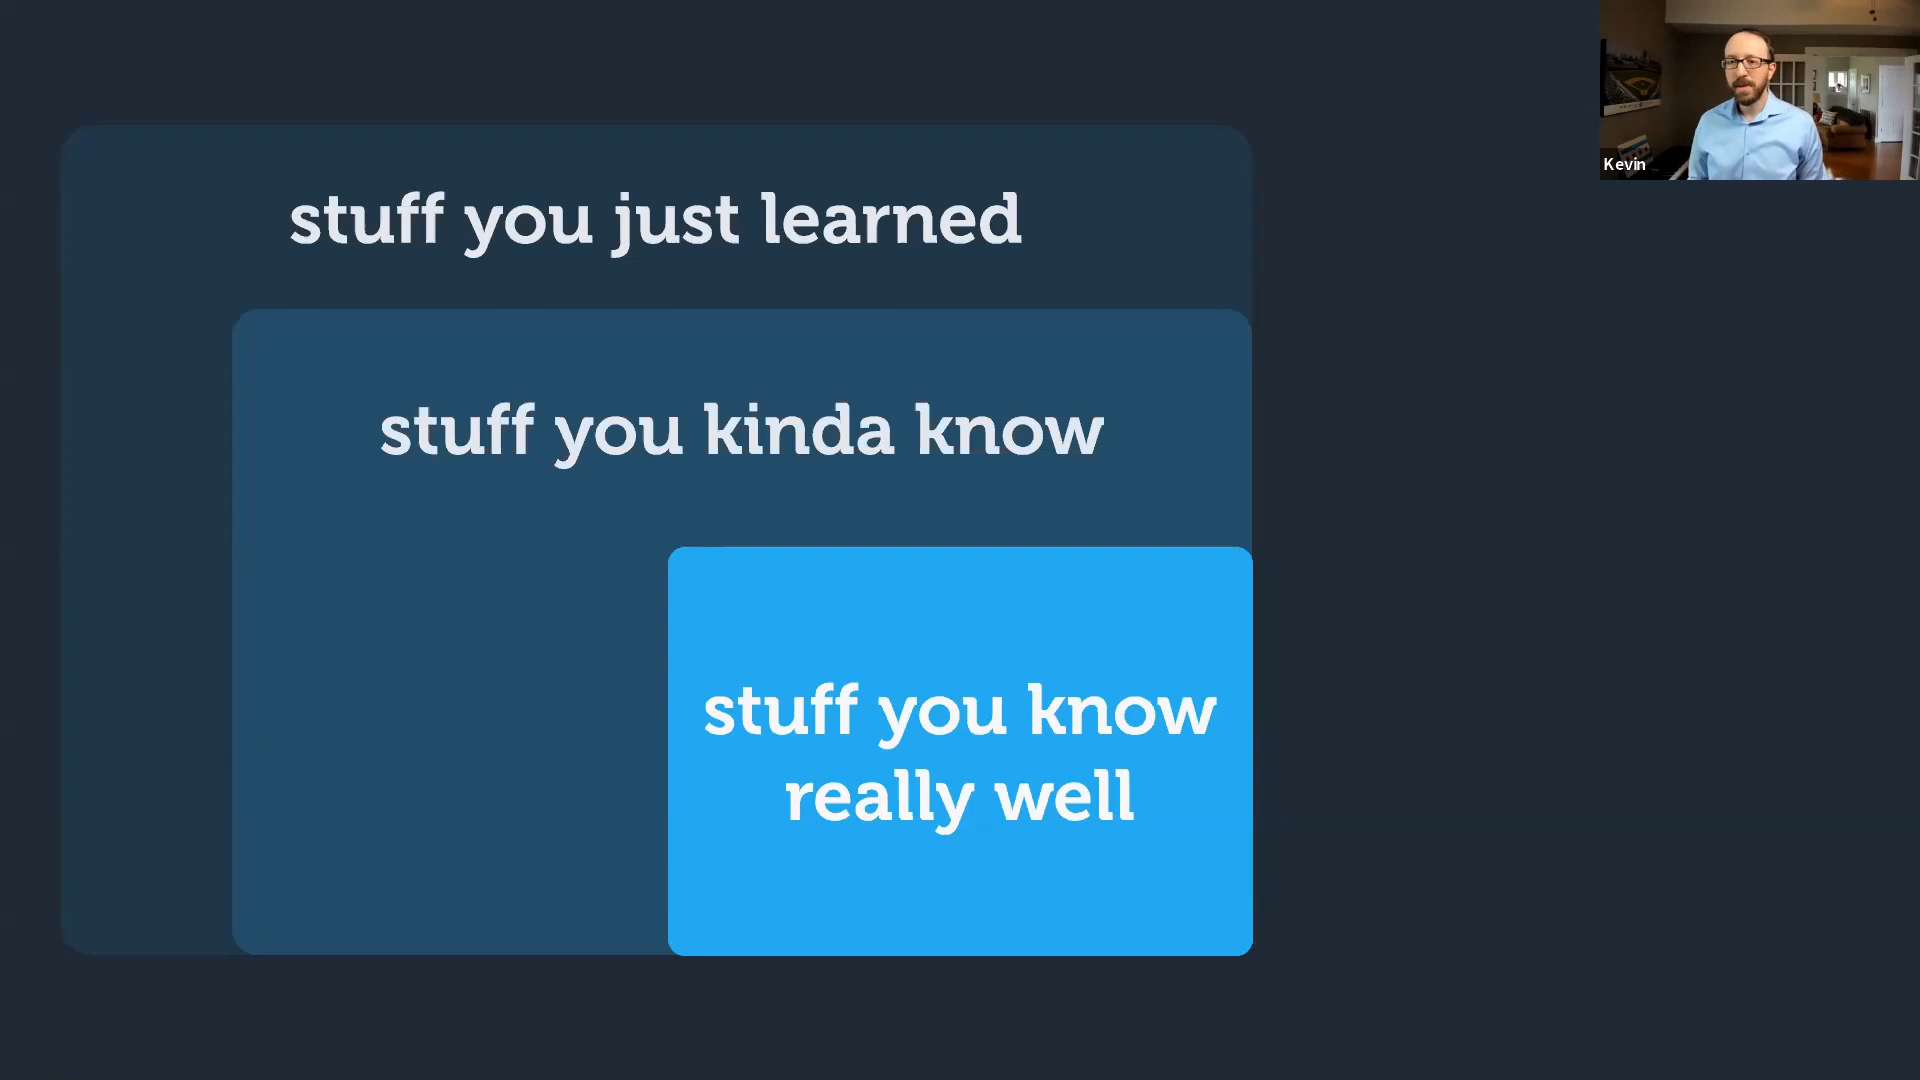 stuff you just learned
stuff you kinda know
stuff you know
really well
Kevin